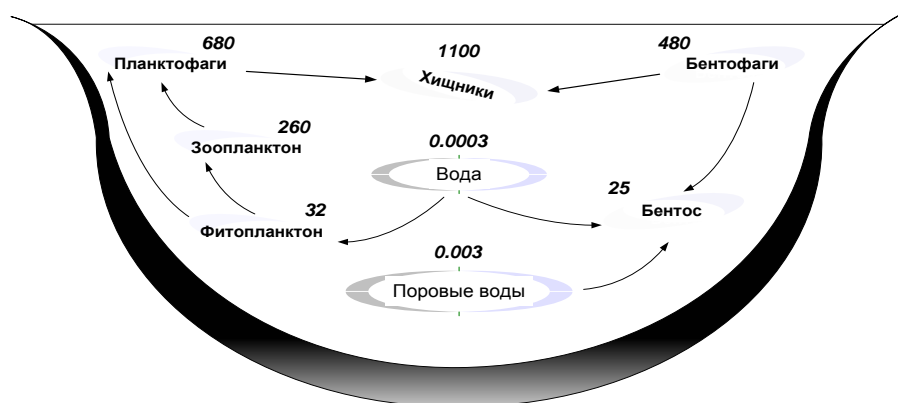 680
Планктофаги
1100
Хищники
480
Бентофаги
260
Зоопланктон
0.0003
Вода
32
Фитопланктон
25
Бентос
0.003
Поровые воды